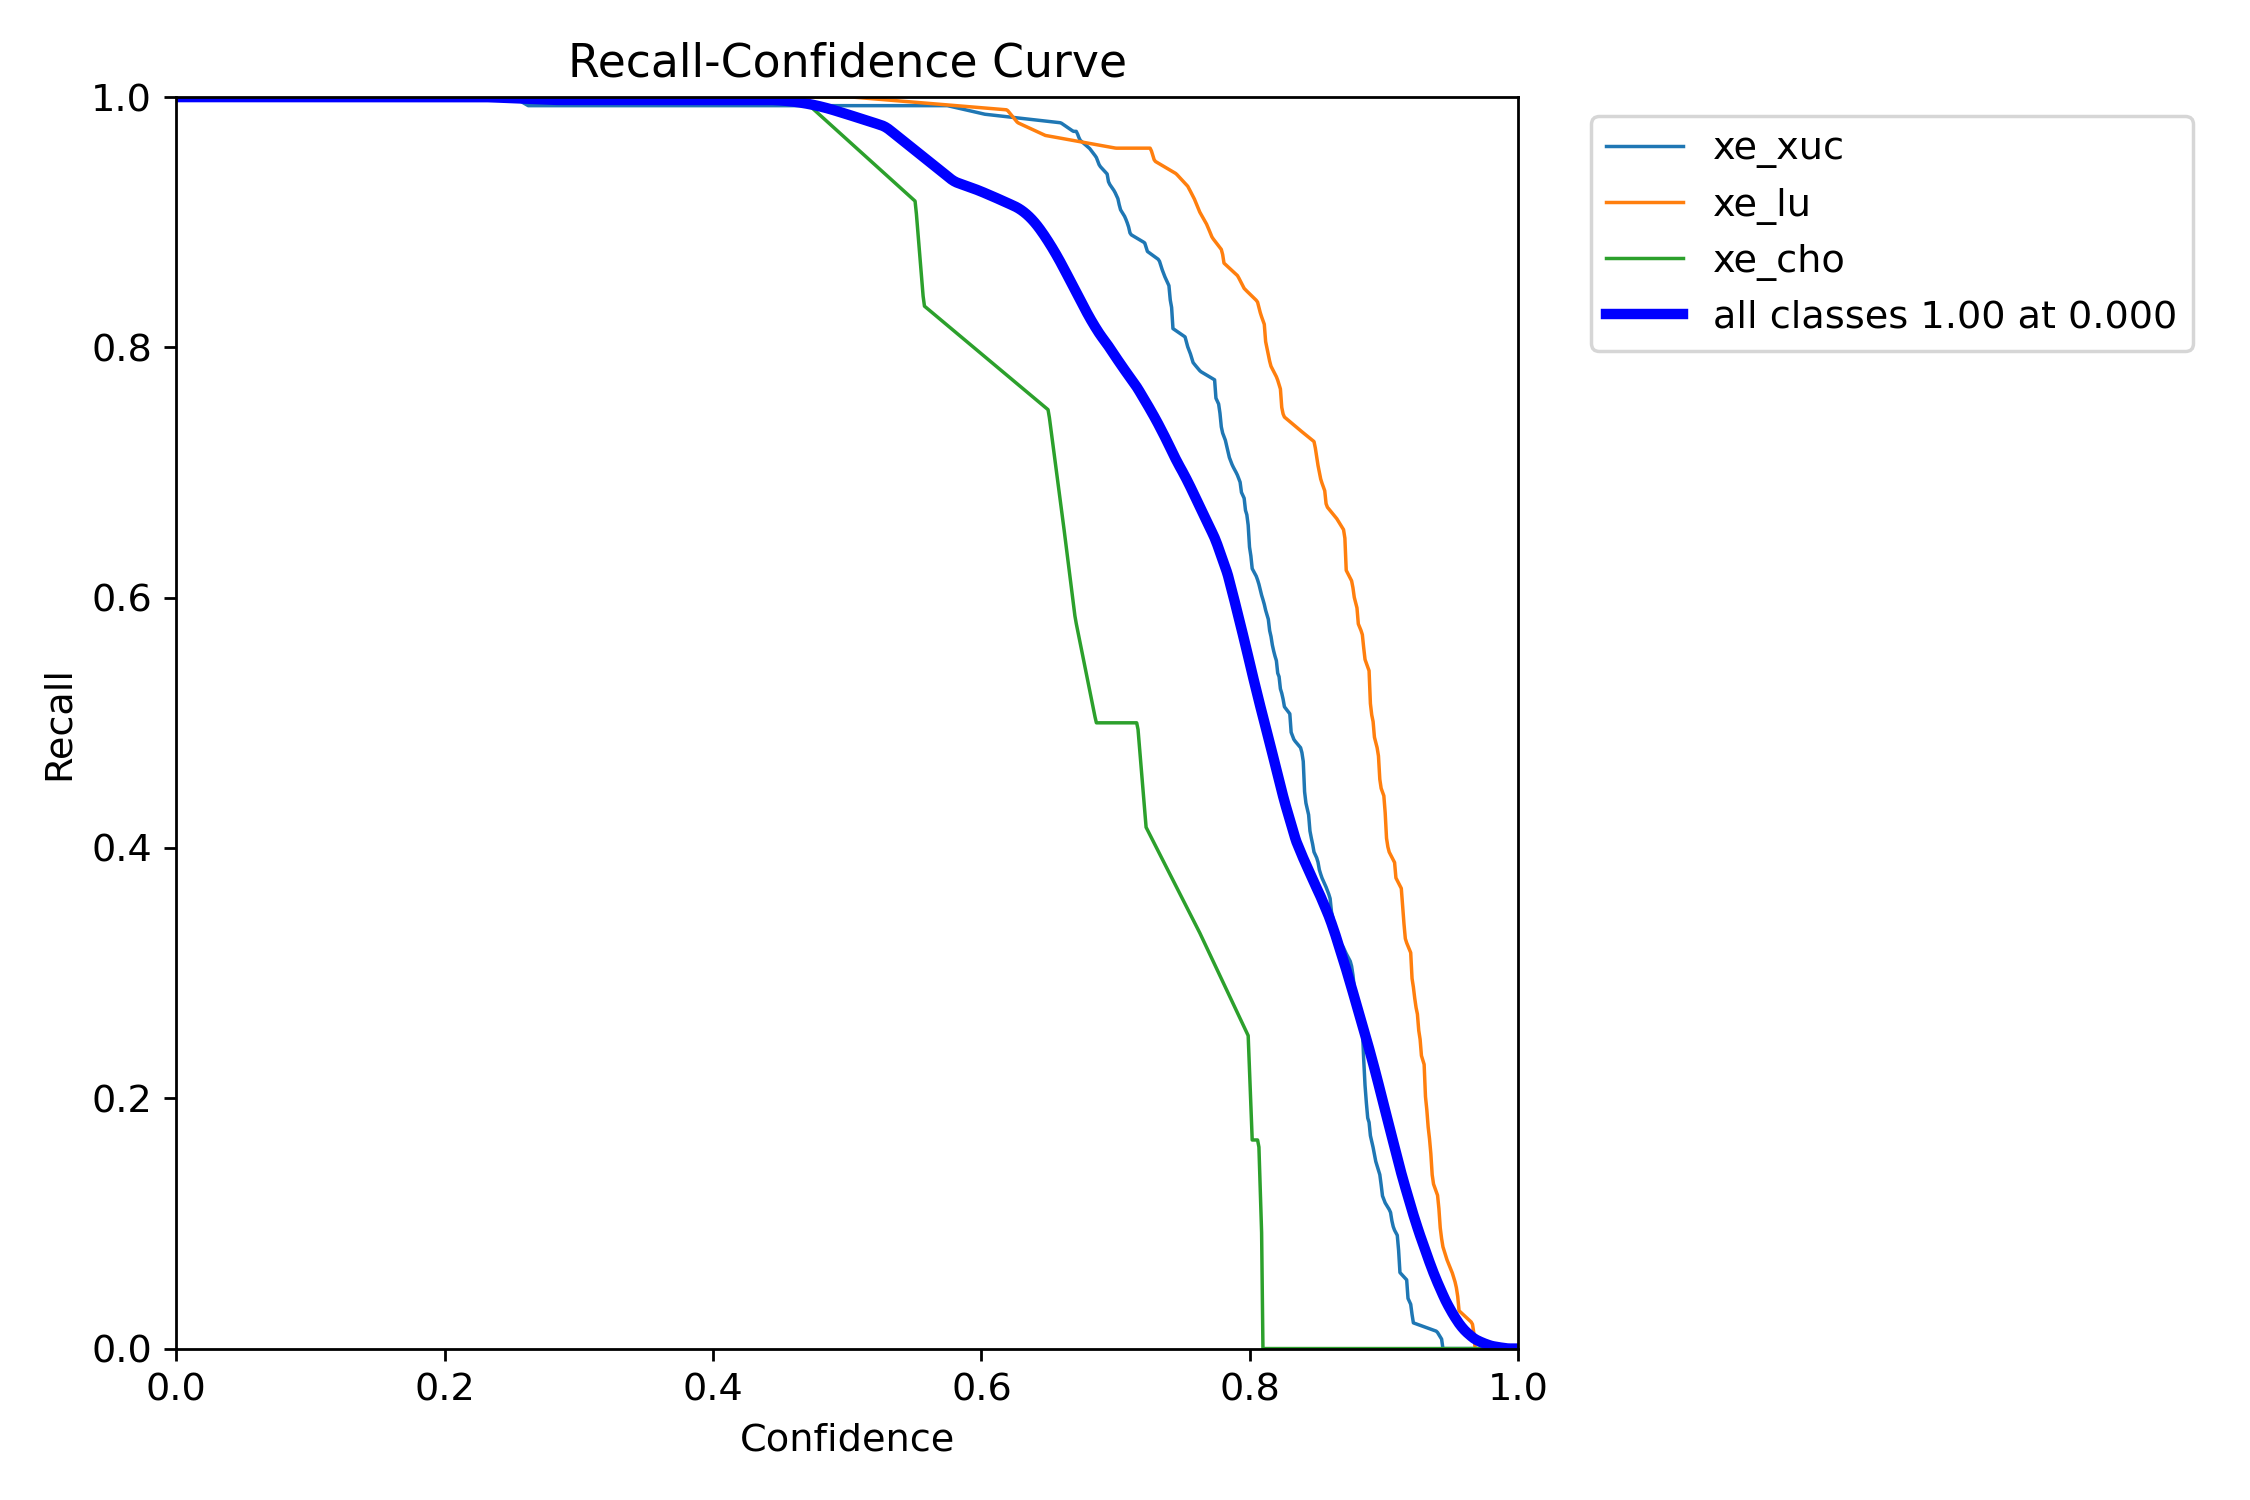 Recall-Confidence Curve
1.0
0.8
0.6
0.4
0.2
0.0
Recall
0.0 0.2 0.4 0.6 0.8 1.0
Confidence
xe_xuc
xe_lu
xe_cho
all classes 1.00 at 0.000